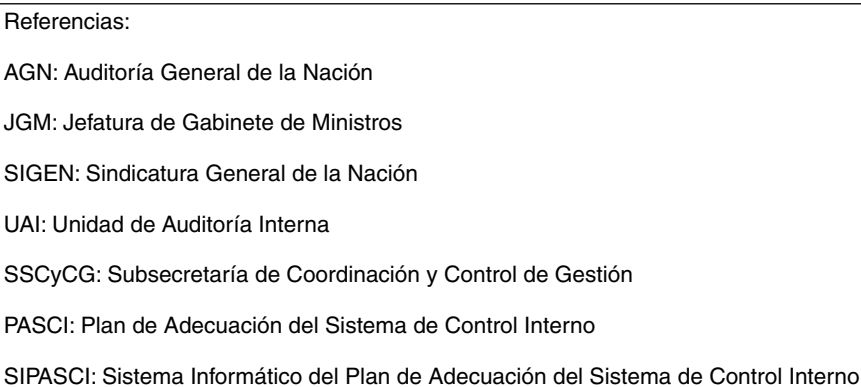 Referencias:
AGN: Auditoría General de la Nación
JGM: Jefatura de Gabinete de Ministros
SIGEN: Sindicatura General de la Nación
UAI: Unidad de Auditoría Interna
SSCyCG: Subsecretaría de Coordinación y Control de Gestión
PASCI: Plan de Adecuación del Sistema de Control Interno
SIPASCI: Sistema Informático del Plan de Adecuación del Sistema de Control Interno